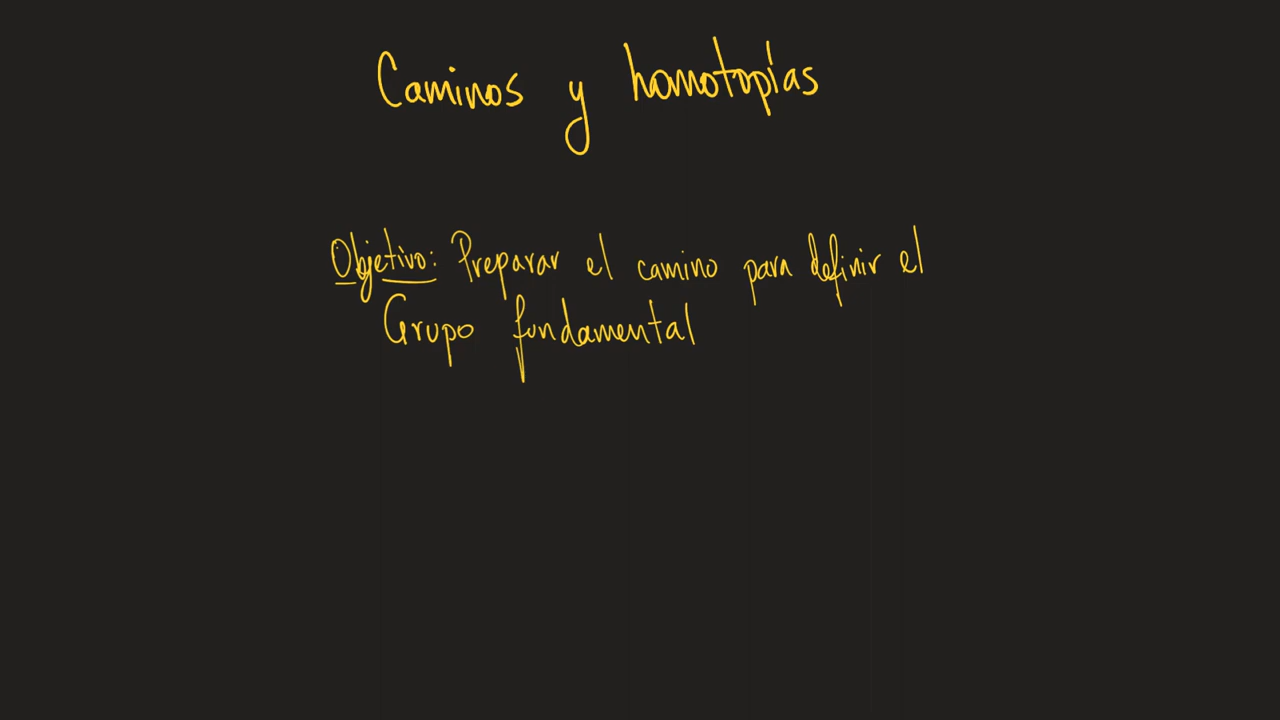 Caminos y homotopías
Objetivo: Preparar el camino para definir el
Grupo fundamental